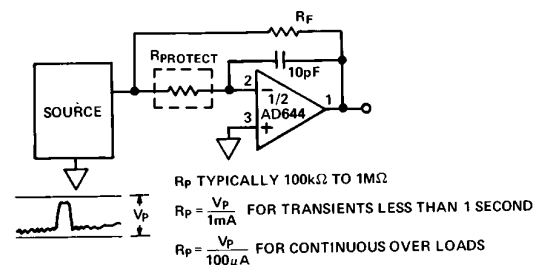 RF
RPROTECT
10pF
SOURCE
2
−
1/2
AD644
1
3
+
VP
RP TYPICALLY 100kΩ TO 1MΩ
RP = VP/1mA FOR TRANSIENTS LESS THAN 1 SECOND
RP = VP/100μA FOR CONTINUOUS OVER LOADS